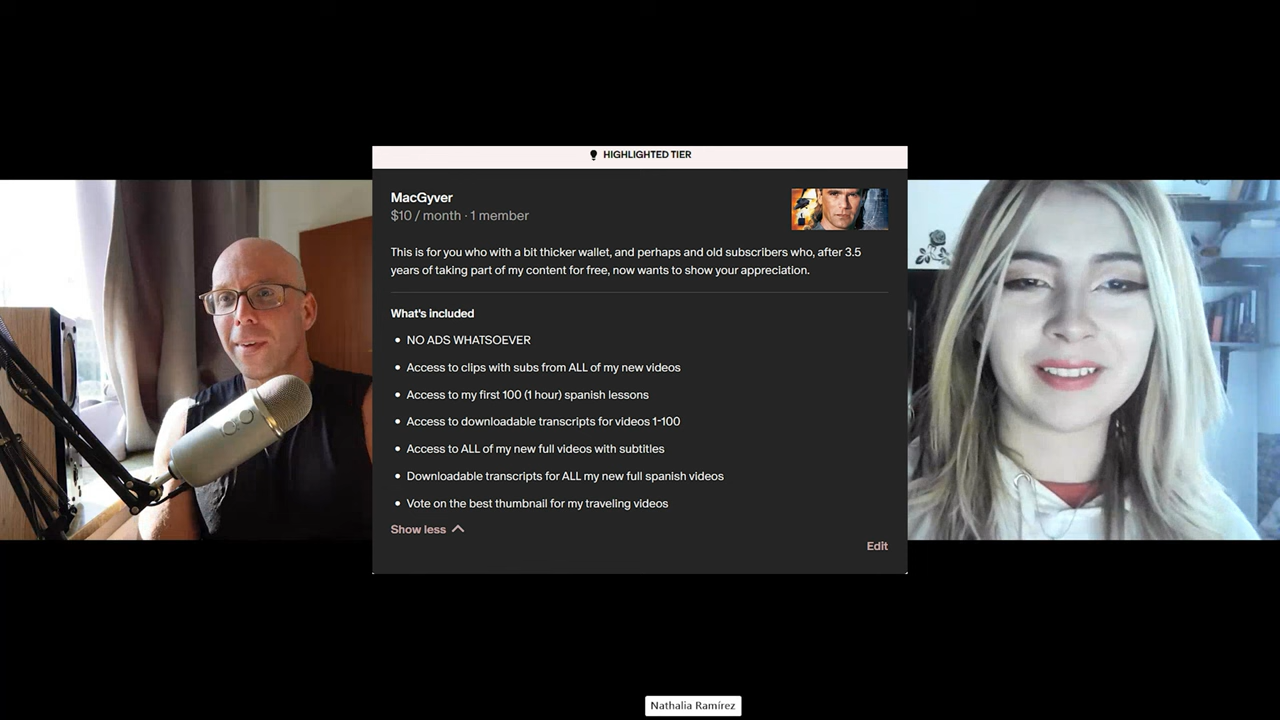 HIGHLIGHTED TIER
MacGyver
$10 / month · 1 member
This is for you who with a bit thicker wallet, and perhaps and old subscribers who, after 3.5
years of taking part of my content for free, now wants to show your appreciation.
What's included
• NO ADS WHATSOEVER
• Access to clips with subs from ALL of my new videos
• Access to my first 100 (1 hour) spanish lessons
• Access to downloadable transcripts for videos 1-100
• Access to ALL of my new full videos with subtitles
• Downloadable transcripts for ALL my new full spanish videos
• Vote on the best thumbnail for my traveling videos
Show less
Edit
Nathalia Ramírez